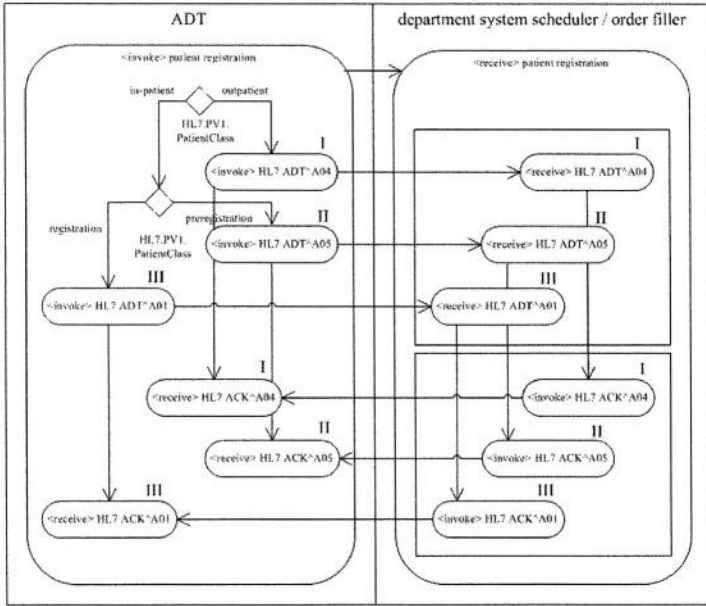 ADT
department system scheduler / order filler
<invoke> patient registration
<receive> patient registration
in-patient
outpatient
HL7.PV1.
PatientClass
I
<invoke> HL7 ADT^A04
I
<receive> HL7 ADT^A04
registration
preregistration
HL7.PV1.
PatientClass
II
<invoke> HL7 ADT^A05
II
<receive> HL7 ADT^A05
III
<invoke> HL7 ADT^A01
III
<receive> HL7 ADT^A01
I
<receive> HL7 ACK^A04
I
<invoke> HL7 ACK^A04
II
<receive> HL7 ACK^A05
II
<invoke> HL7 ACK^A05
III
<receive> HL7 ACK^A01
III
<invoke> HL7 ACK^A01